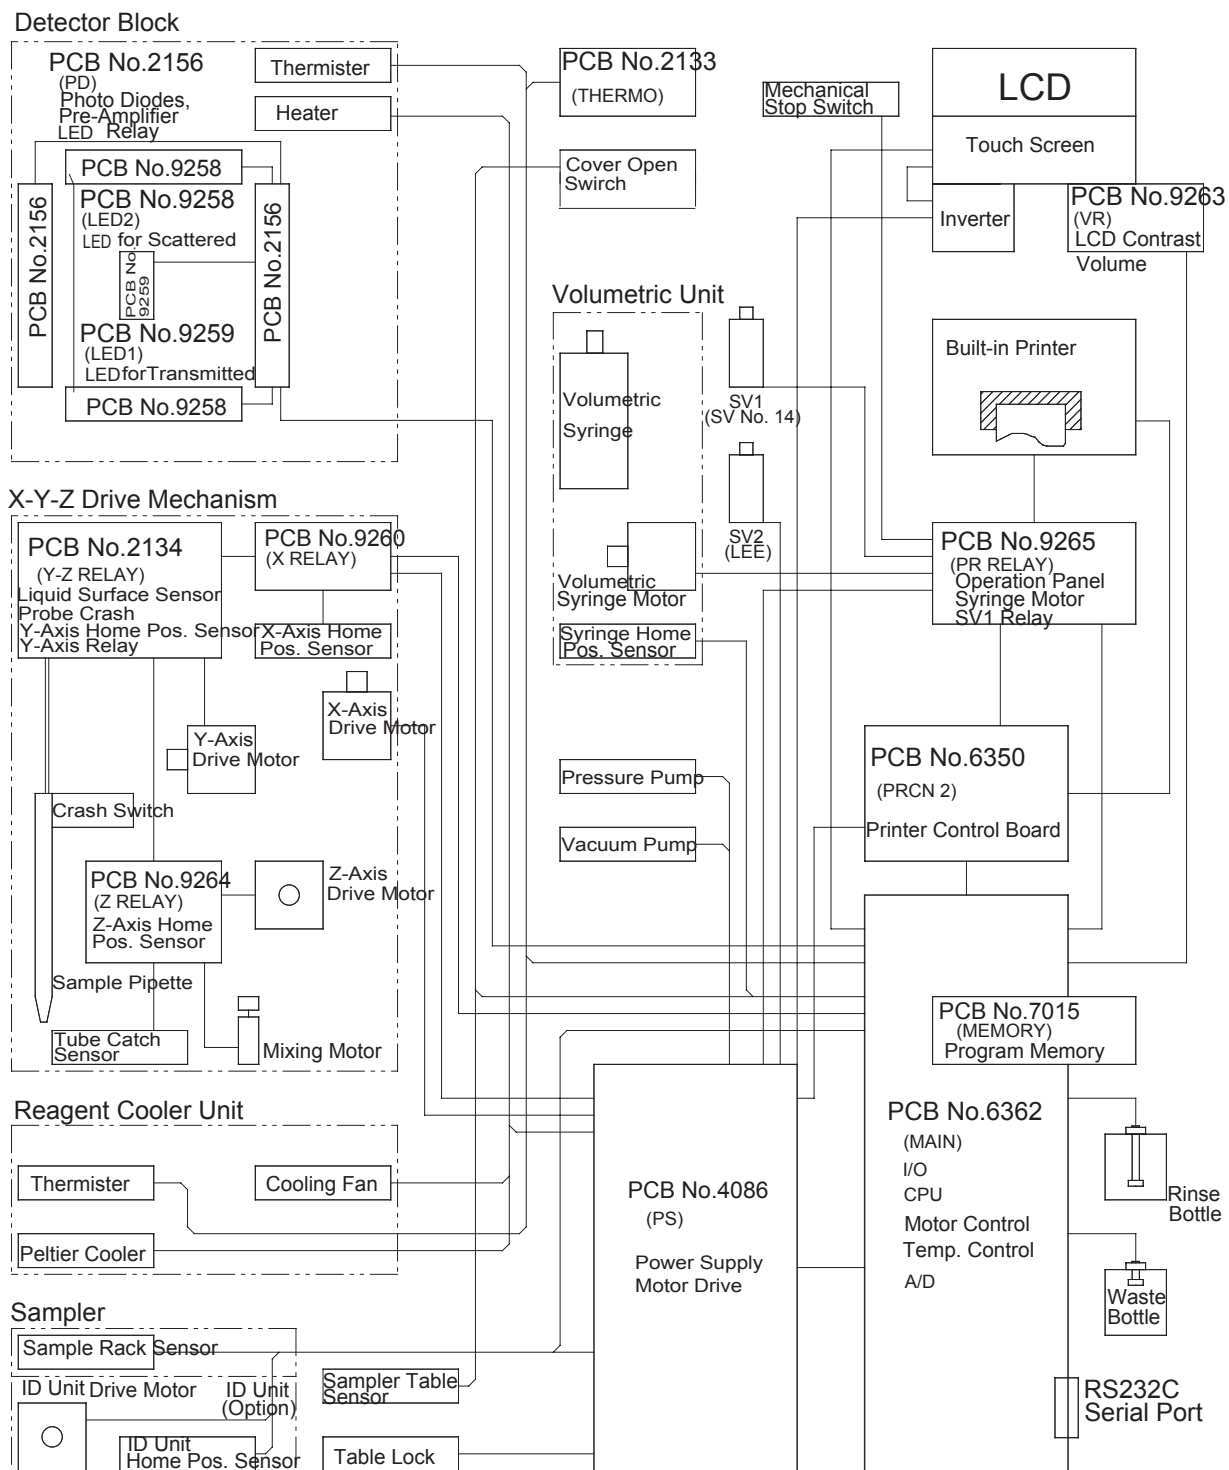 Detector Block
PCB No.2156
(PD)
Photo Diodes,
Pre-Amplifier
LED Relay
Thermister
Heater
PCB No.9258
PCB No.2156
PCB No.9258
(LED2)
LED for Scattered
PCB No.
9259
PCB No.2156
PCB No.9259
(LED1)
LED for Transmitted
PCB No.9258
PCB No.2133
(THERMO)
Cover Open
Swirch
Mechanical
Stop Switch
LCD
Touch Screen
Inverter
PCB No.9263
(VR)
LCD Contrast
Volume
Volumetric Unit
Volumetric
Syringe
SV1
(SV No. 14)
SV2
(LEE)
Volumetric
Syringe Motor
Syringe Home
Pos. Sensor
Built-in Printer
PCB No.9265
(PR RELAY)
Operation Panel
Syringe Motor
SV1 Relay
X-Y-Z Drive Mechanism
PCB No.2134
(Y-Z RELAY)
Liquid Surface Sensor
Probe Crash
Y-Axis Home Pos. Sensor
Y-Axis Relay
PCB No.9260
(X RELAY)
X-Axis Home
Pos. Sensor
X-Axis
Drive Motor
Y-Axis
Drive Motor
Crash Switch
PCB No.9264
(Z RELAY)
Z-Axis Home
Pos. Sensor
Z-Axis
Drive Motor
Sample Pipette
Tube Catch
Sensor
Mixing Motor
Pressure Pump
Vacuum Pump
PCB No.6350
(PRCN 2)
Printer Control Board
PCB No.7015
(MEMORY)
Program Memory
PCB No.6362
(MAIN)
I/O
CPU
Motor Control
Temp. Control
A/D
Rinse
Bottle
Waste
Bottle
RS232C
Serial Port
Reagent Cooler Unit
Thermister
Cooling Fan
Peltier Cooler
PCB No.4086
(PS)
Power Supply
Motor Drive
Sampler
Sample Rack Sensor
ID Unit Drive Motor
ID Unit
(Option)
ID Unit
Home Pos. Sensor
Sampler Table
Sensor
Table Lock